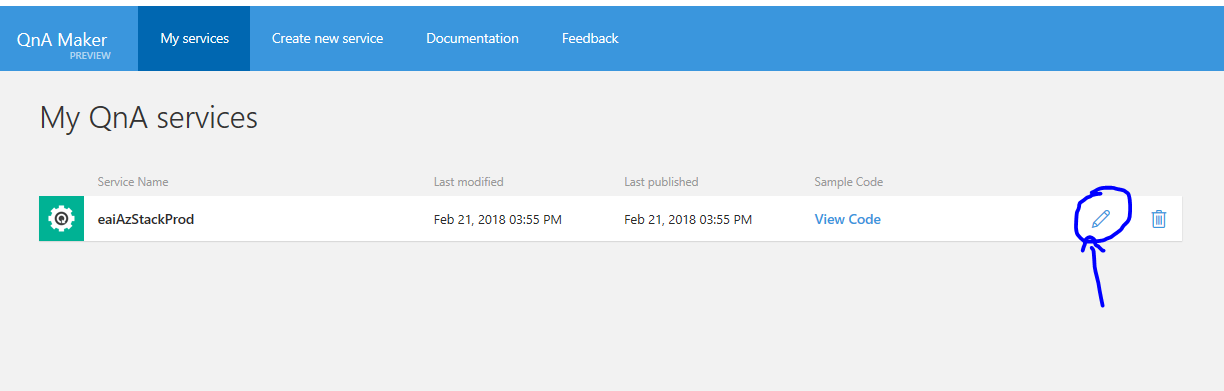 QnA Maker My services Create new service Documentation Feedback
PREVIEW
My QnA services
Service Name Last modified Last published Sample Code
eaiAzStackProd Feb 21, 2018 03:55 PM Feb 21, 2018 03:55 PM View Code